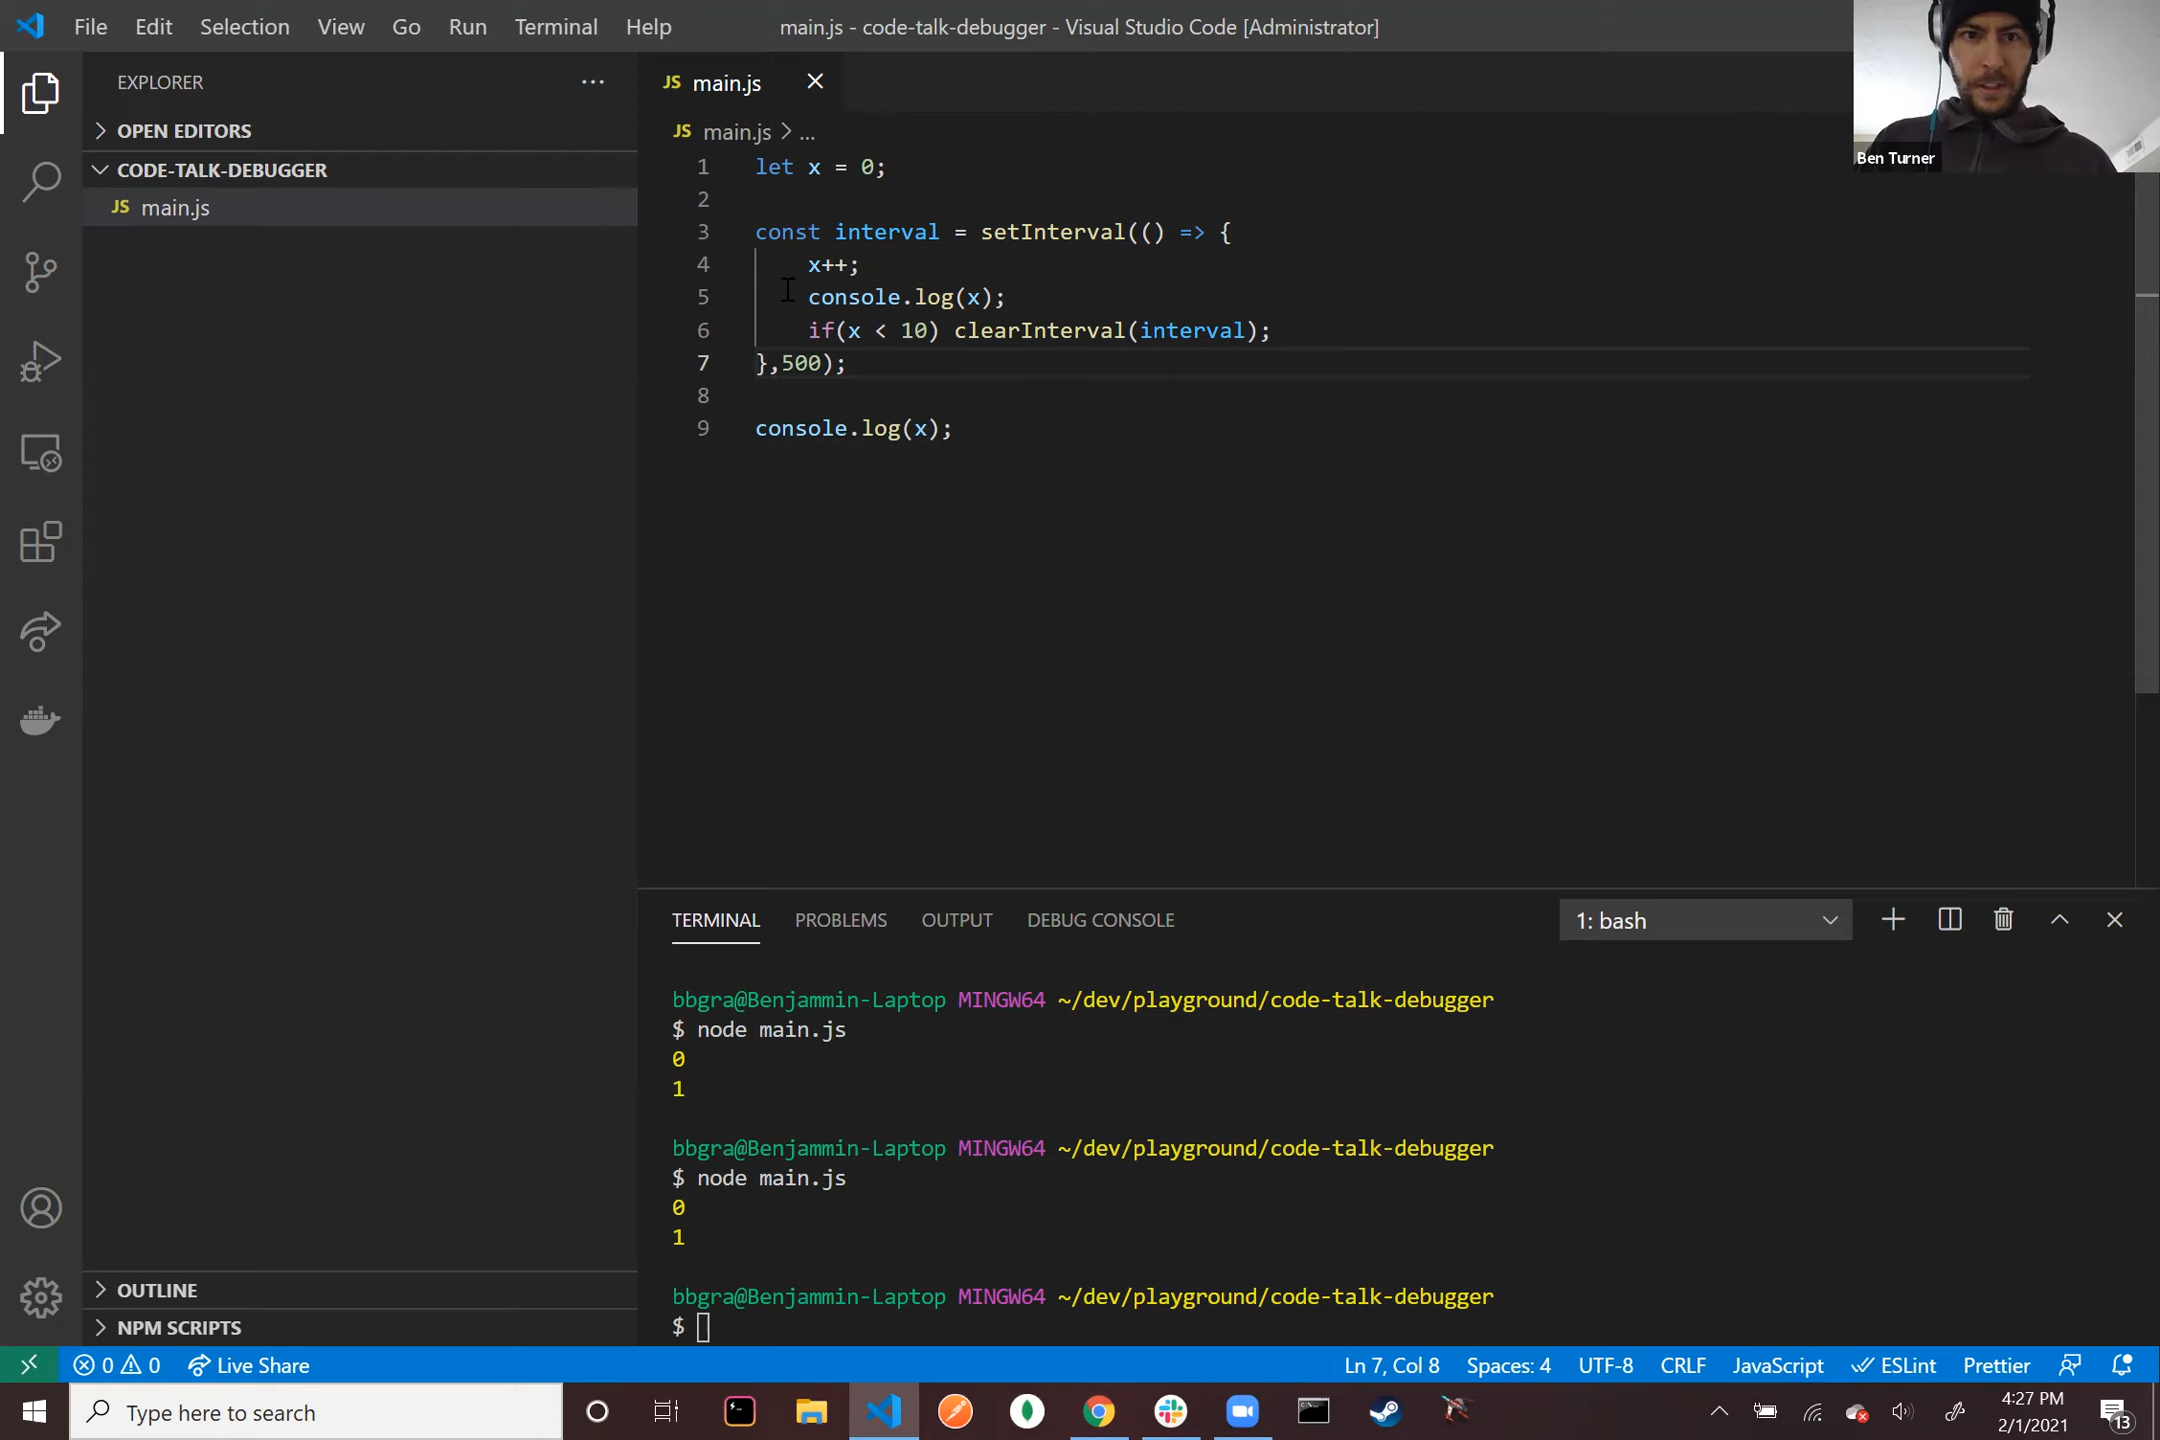 File Edit Selection View Go Run Terminal Help
main.js - code-talk-debugger - Visual Studio Code [Administrator]
Ben Turner
EXPLORER
OPEN EDITORS
CODE-TALK-DEBUGGER
JS main.js
OUTLINE
NPM SCRIPTS
JS main.js
JS main.js > ...
1 let x = 0;
2
3 const interval = setInterval(() => {
4 x++;
5 console.log(x);
6 if(x < 10) clearInterval(interval);
7 },500);
8
9 console.log(x);
TERMINAL PROBLEMS OUTPUT DEBUG CONSOLE
1: bash
bbgra@Benjammin-Laptop MINGW64 ~/dev/playground/code-talk-debugger
$ node main.js
0
1
bbgra@Benjammin-Laptop MINGW64 ~/dev/playground/code-talk-debugger
$ node main.js
0
1
bbgra@Benjammin-Laptop MINGW64 ~/dev/playground/code-talk-debugger
$
0 0 Live Share
Ln 7, Col 8 Spaces: 4 UTF-8 CRLF JavaScript ESLint Prettier
Type here to search
4:27 PM
2/1/2021
13